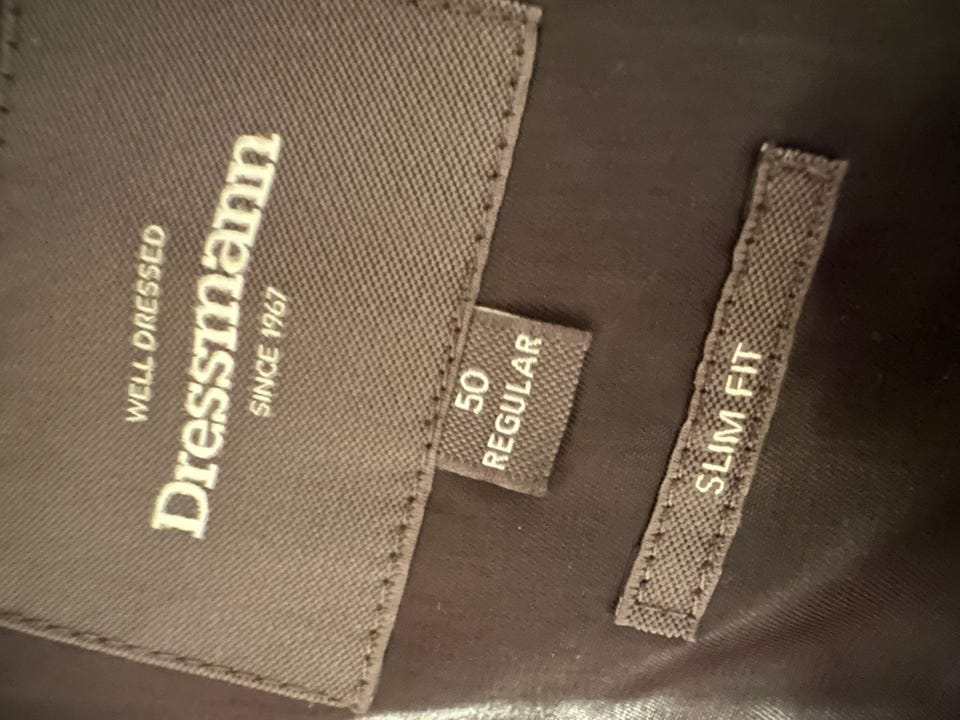 WELL DRESSED
Dressmann
SINCE 1967
50
REGULAR
SLIM FIT